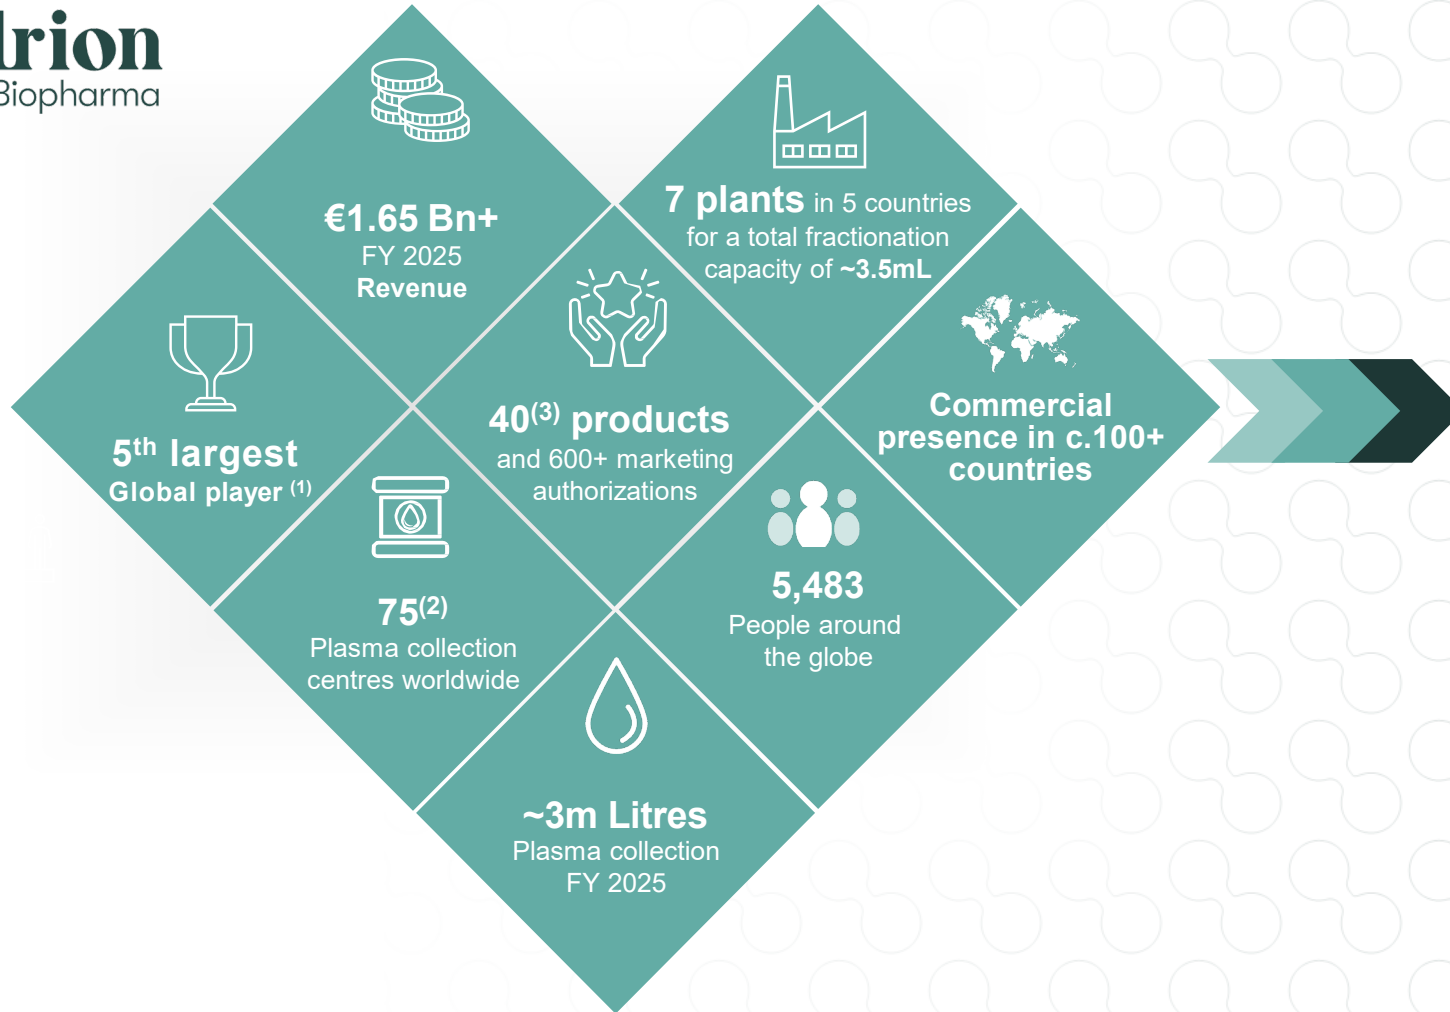 lrion
Biopharma
€1.65 Bn+
FY 2025
Revenue
7 plants in 5 countries
for a total fractionation
capacity of ~3.5mL
5th largest
Global player (1)
40(3) products
and 600+ marketing
authorizations
Commercial
presence in c.100+
countries
75(2)
Plasma collection
centres worldwide
5,483
People around
the globe
~3m Litres
Plasma collection
FY 2025